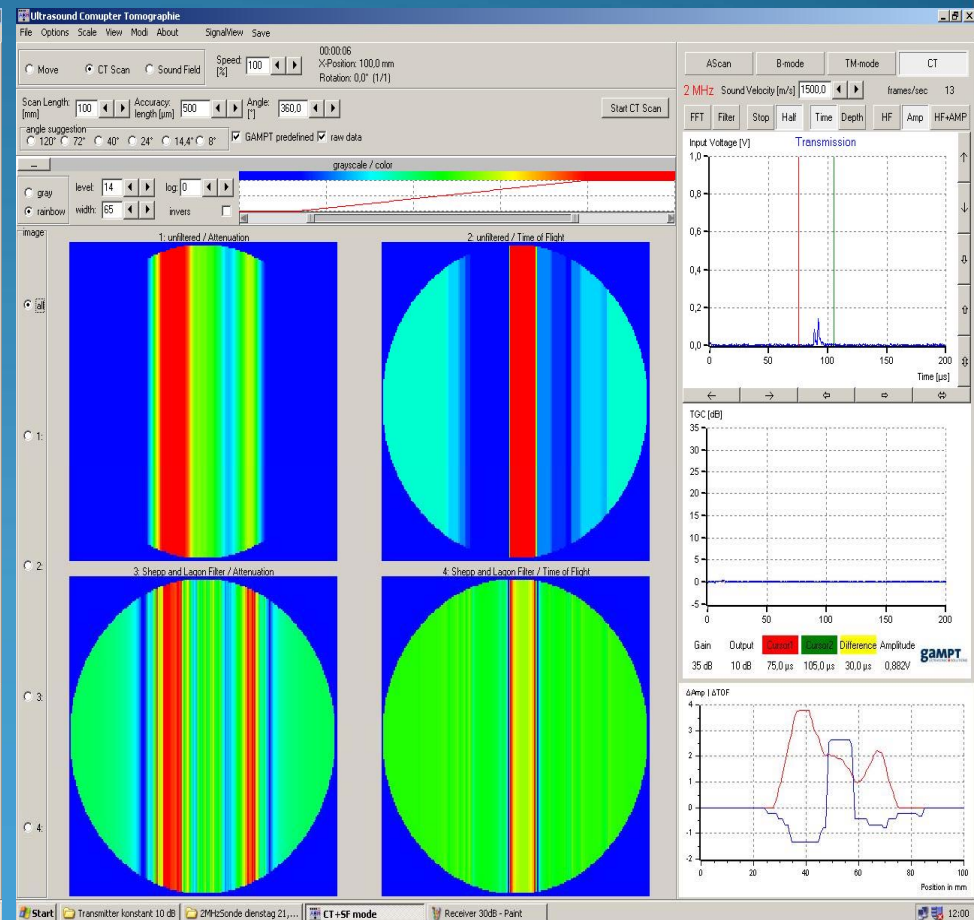 Ultrasound Comupter Tomographie
File Options Scale View Modi About SignalView Save
Move CT Scan Sound Field
Speed: [%] 100
00:00:06
X-Position: 100,0 mm
Rotation: 0,0° (1/1)
Scan Length: [mm] 100 Accuracy: length [µm] 500 Angle: [°] 360,0 Start CT Scan
angle suggestion
120° 72° 40° 24° 14,4° 8° GAMPT predefined raw data
grayscale / color
gray level: 14 log: 0
rainbow width: 65 invers
image
all
1:
2:
3:
4:
1: unfiltered / Attenuation
2: unfiltered / Time of Flight
3: Shepp and Lagon Filter / Attenuation
4: Shepp and Lagon Filter / Time of Flight
AScan B-mode TM-mode CT
2 MHz Sound Velocity [m/s] 1500,0 frames/sec 13
FFT Filter Stop Half Time Depth HF Amp HF+AMP
Input Voltage [V] Transmission
1,0
0,8
0,6
0,4
0,2
0,0
0 50 100 150 200
Time [µs]
TGC [dB]
35
30
25
20
15
10
5
0
-5
0 50 100 150 200
Gain Output Cursor1 Cursor2 Difference Amplitude
35 dB 10 dB 75,0 µs 105,0 µs 30,0 µs 0,882V
gampt
ΔAmp | ΔTOF
4
3
2
1
0
-1
-2
0 20 40 60 80 100
Position in mm
Start Transmitter konstant 10 dB 2MHzSonde dienstag 21,... CT+SF mode Receiver 30dB - Paint 12:00